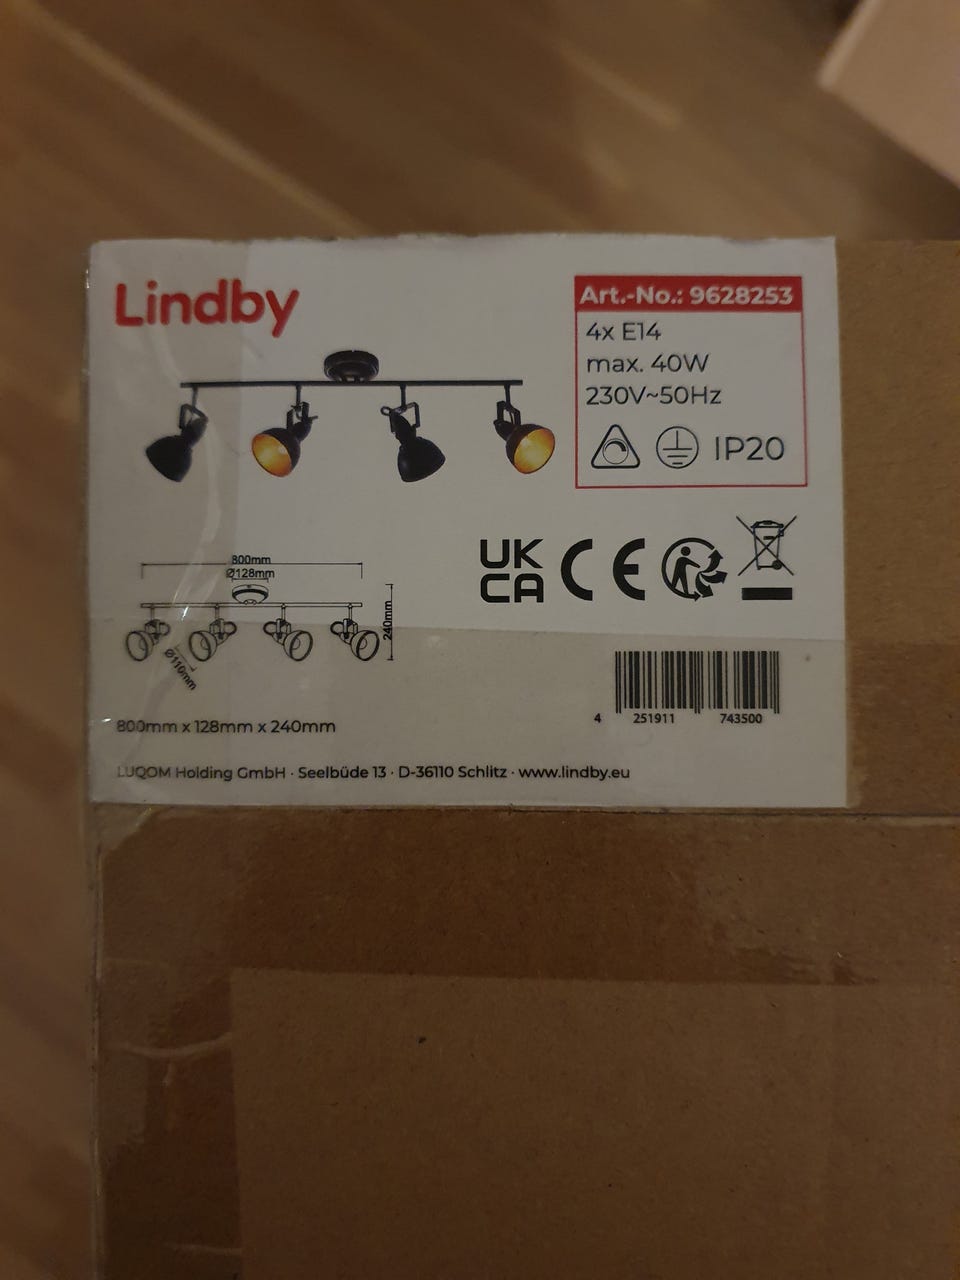 Lindby
Art.-No.: 9628253
4x E14
max. 40W
230V~50Hz
IP20
800mm
Ø128mm
240mm
Ø110mm
UK
CA
CE
800mm x 128mm x 240mm
4 251911 743500
LUQOM Holding GmbH · Seelbüde 13 · D-36110 Schlitz · www.lindby.eu